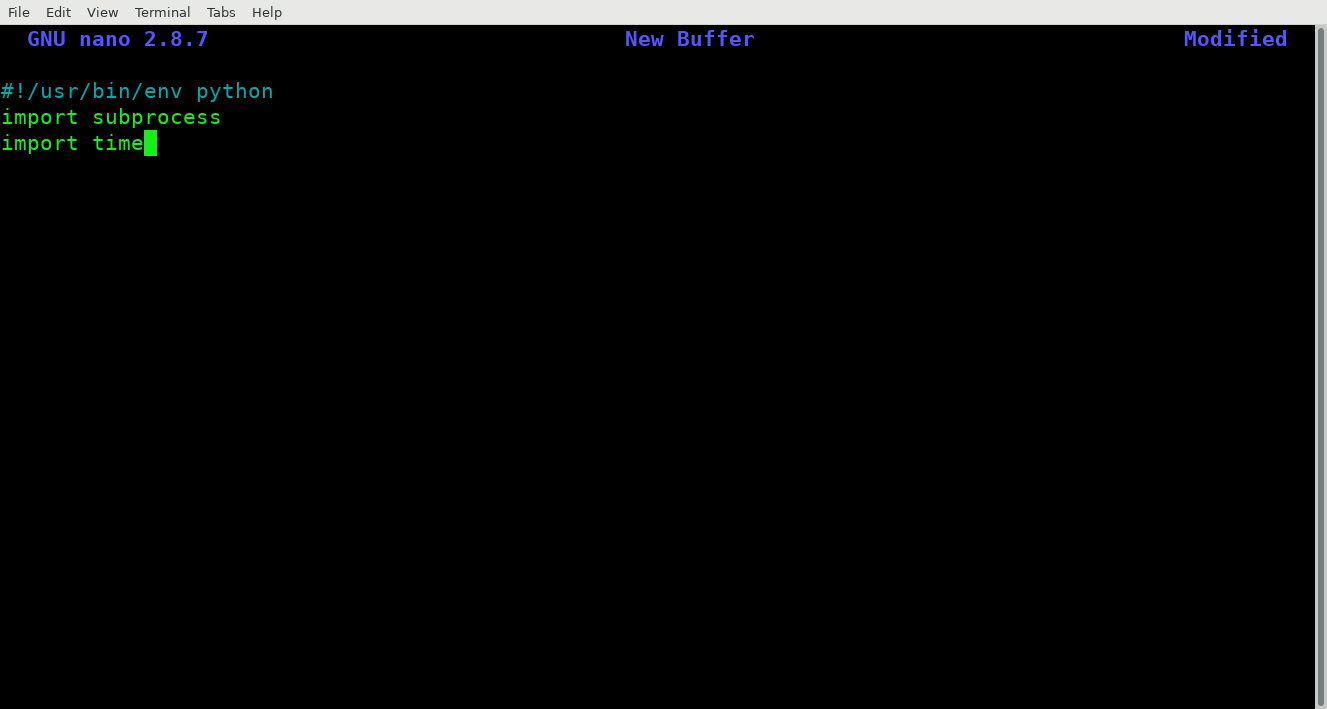 File Edit View Terminal Tabs Help
GNU nano 2.8.7 New Buffer Modified
#!/usr/bin/env python
import subprocess
import time